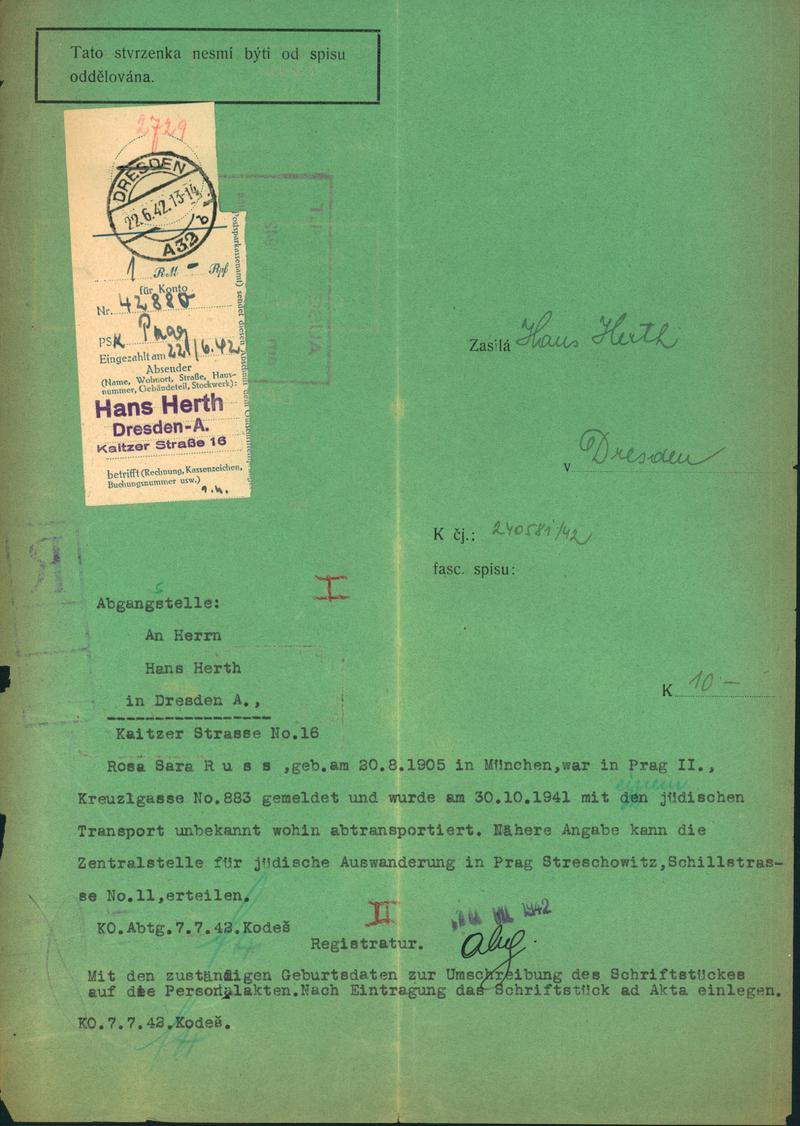 Tato stvrzenka nesmí býti od spisu
oddělována.
2729
DRESDEN
22.6.42.13-14
A32
1 RM — Rpf
für Konto
Nr. 42880
PSK Prag
Eingezahlt am 22/6.42
Absender
(Name, Wohnort, Straße, Haus-
nummer, Gebäudeteil, Stockwerk):
Hans Herth
Dresden-A.
Kaitzer Straße 16
betrifft (Rechnung, Kassenzeichen,
Buchungsnummer usw.)
Zasílá Hans Herth
v Dresden
K čj.: 240581/42
fasc. spisu:
K 10 —
I
Abgangstelle:
An Herrn
Hans Herth
in Dresden A.,
Kaitzer Strasse No.16
Rosa Sara R u s s ,geb.am 20.8.1905 in München,war in Prag II.,
einem
Kreuzlgasse No.883 gemeldet und wurde am 30.10.1941 mit den jüdischen
Transport unbekannt wohin abtransportiert. Nähere Angabe kann die
Zentralstelle für jüdische Auswanderung in Prag Streschowitz,Schillstras-
se No.11,erteilen.
KO.Abtg.7.7.42.Kodeš
II
VII 1942
Registratur.
Mit den zuständigen Geburtsdaten zur Umschreibung des Schriftstückes
auf die Personalakten.Nach Eintragung das Schriftstück ad Akta einlegen.
KO.7.7.42.Kodeš.